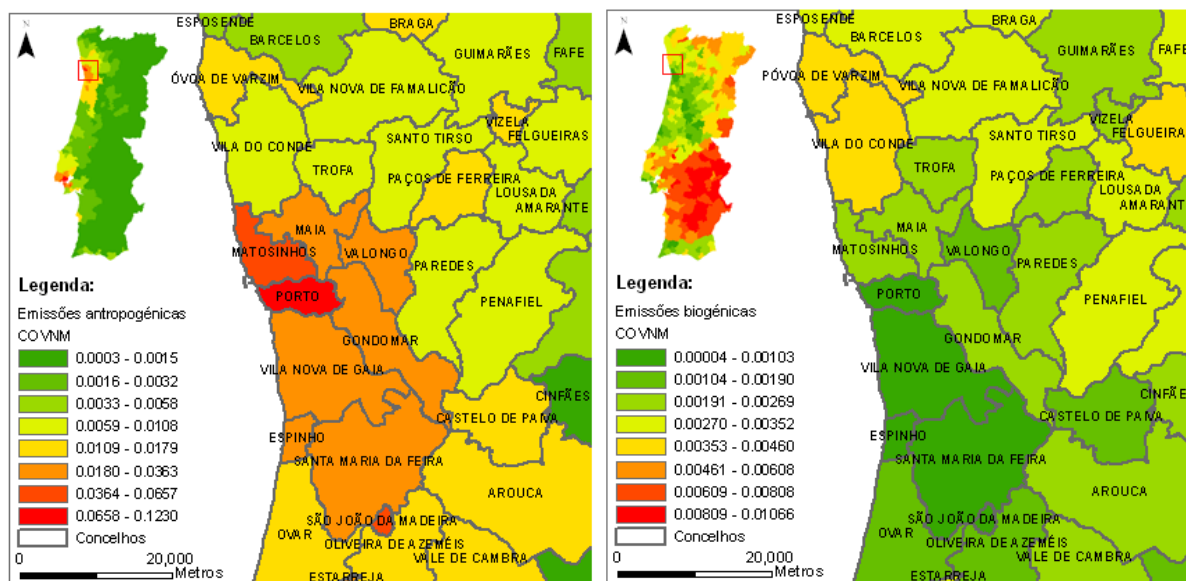 N
ESPOSENDE
BRAGA
BARCELOS
GUIMARÃES
FAFE
ÓVOA DE VARZIM
VILA NOVA DE FAMALICÃO
VIZELA
FELGUEIRAS
SANTO TIRSO
VILA DO CONDE
TROFA
PAÇOS DE FERREIRA
LOUSADA
AMARANTE
MAIA
MATOSINHOS
VALONGO
PAREDES
PORTO
PENAFIEL
GONDOMAR
VILA NOVA DE GAIA
CINFÃES
CASTELO DE PAIVA
ESPINHO
SANTA MARIA DA FEIRA
AROUCA
SÃO JOÃO DA MADEIRA
OVAR
OLIVEIRA DE AZEMÉIS
VALE DE CAMBRA
ESTARREJA
Legenda:
Emissões antropogénicas
COVNM
0.0003 - 0.0015
0.0016 - 0.0032
0.0033 - 0.0058
0.0059 - 0.0108
0.0109 - 0.0179
0.0180 - 0.0363
0.0364 - 0.0657
0.0658 - 0.1230
Concelhos
0 20,000
Metros
N
ESPOSENDE
BRAGA
BARCELOS
GUIMARÃES
FAFE
PÓVOA DE VARZIM
VILA NOVA DE FAMALICÃO
VIZELA
FELGUEIRAS
SANTO TIRSO
VILA DO CONDE
TROFA
PAÇOS DE FERREIRA
LOUSADA
AMARANTE
MAIA
MATOSINHOS
VALONGO
PAREDES
PORTO
PENAFIEL
GONDOMAR
VILA NOVA DE GAIA
CINFÃES
CASTELO DE PAIVA
ESPINHO
SANTA MARIA DA FEIRA
AROUCA
SÃO JOÃO DA MADEIRA
OVAR
OLIVEIRA DE AZEMÉIS
VALE DE CAMBRA
ESTARREJA
Legenda:
Emissões biogénicas
COVNM
0.00004 - 0.00103
0.00104 - 0.00190
0.00191 - 0.00269
0.00270 - 0.00352
0.00353 - 0.00460
0.00461 - 0.00608
0.00609 - 0.00808
0.00809 - 0.01066
Concelhos
0 20,000
Metros